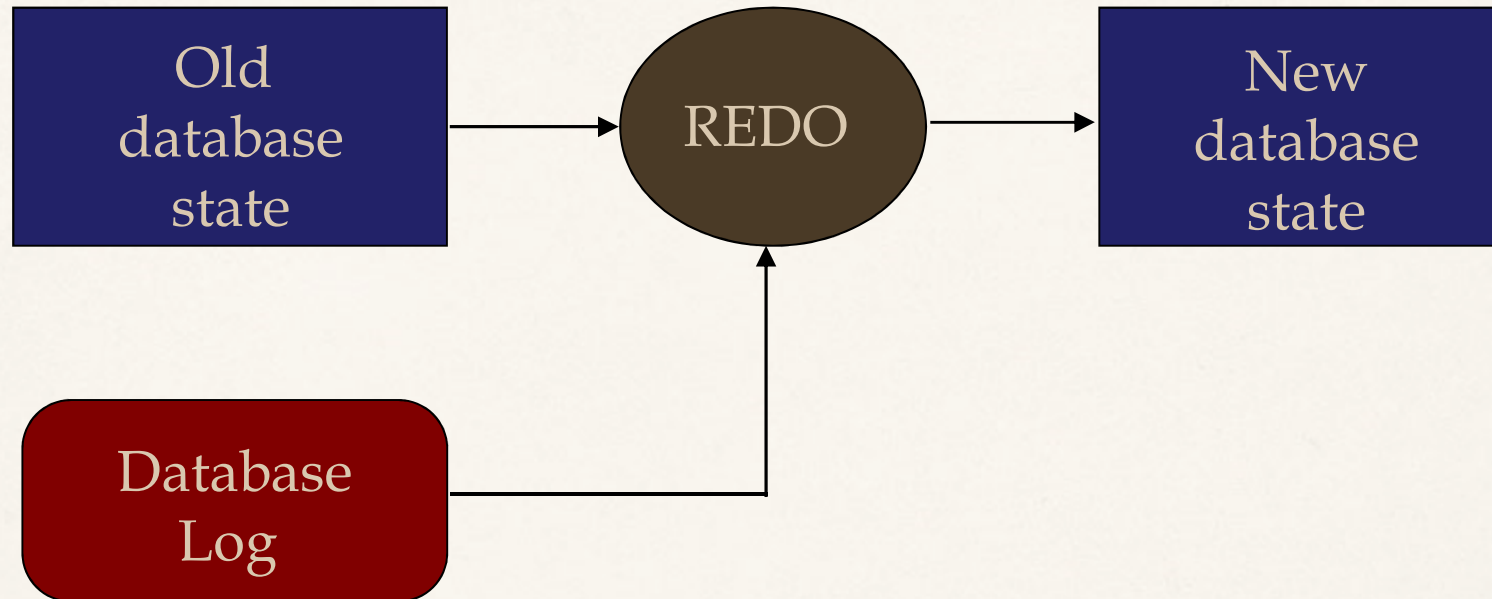 Old
database
state
REDO
New
database
state
Database
Log